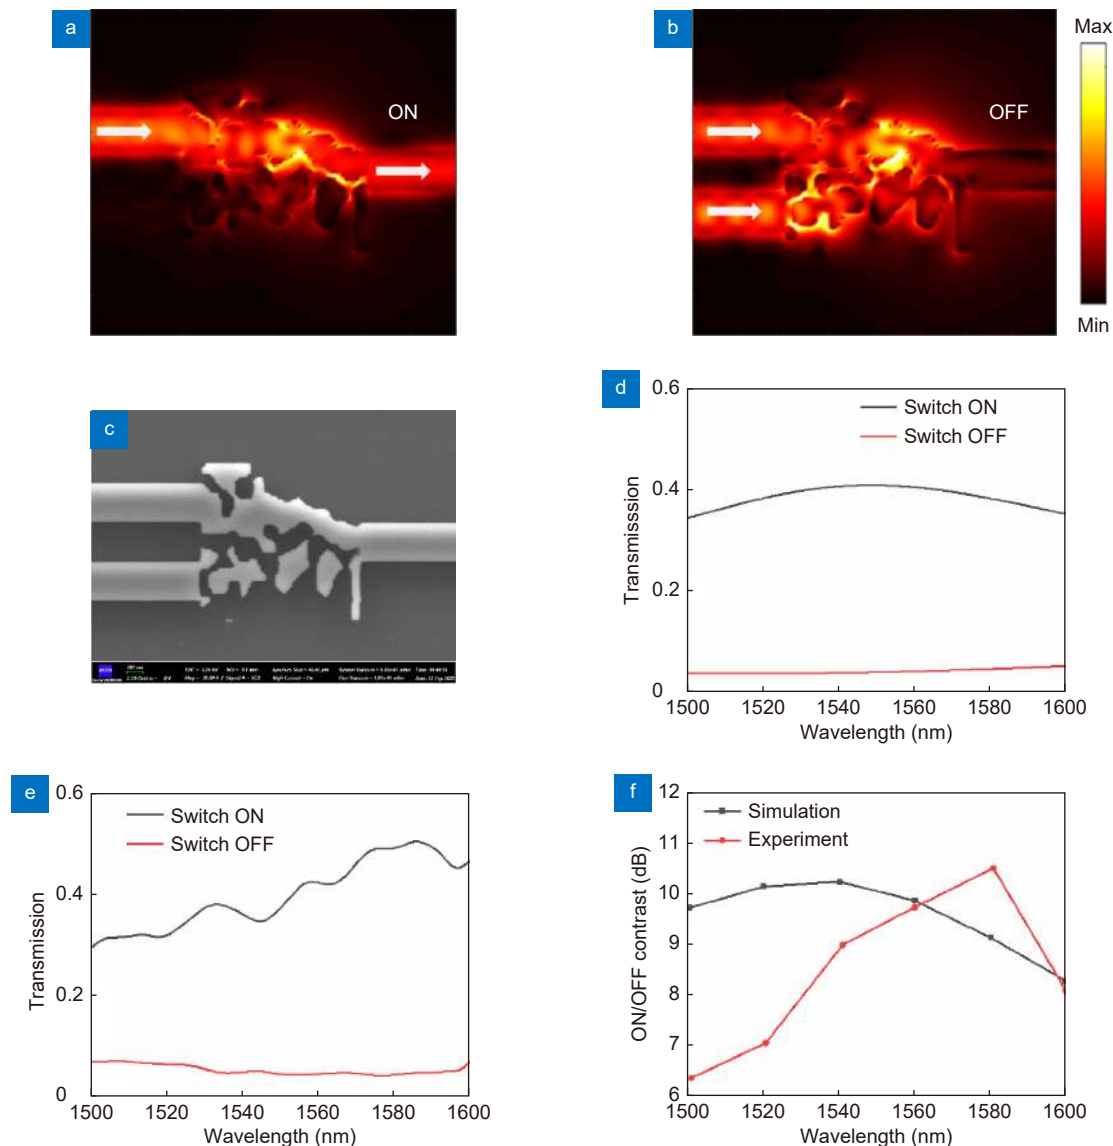 a
ON
b
OFF
Max
Min
c
d
0.6
0.4
0.2
0
Transmisssion
Switch ON
Switch OFF
1500 1520 1540 1560 1580 1600
Wavelength (nm)
e
0.6
0.4
0.2
0
Transmission
Switch ON
Switch OFF
1500 1520 1540 1560 1580 1600
Wavelength (nm)
f
12
11
10
9
8
7
6
ON/OFF contrast (dB)
Simulation
Experiment
1500 1520 1540 1560 1580 1600
Wavelength (nm)